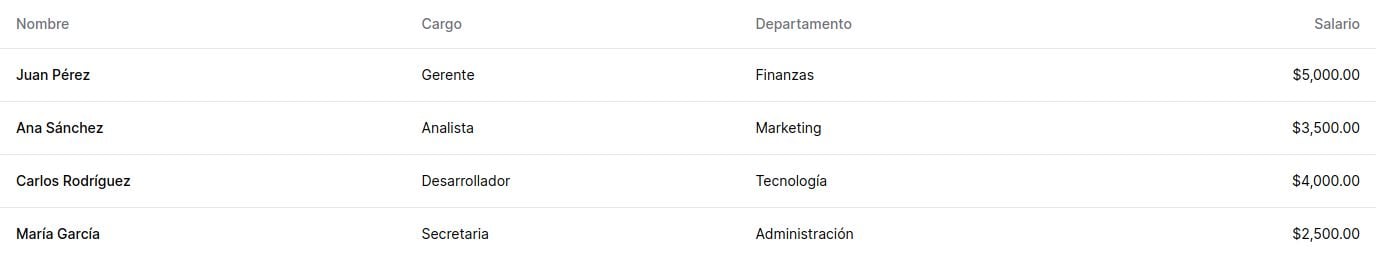 Nombre Cargo Departamento Salario
Juan Pérez Gerente Finanzas $5,000.00
Ana Sánchez Analista Marketing $3,500.00
Carlos Rodríguez Desarrollador Tecnología $4,000.00
María García Secretaria Administración $2,500.00